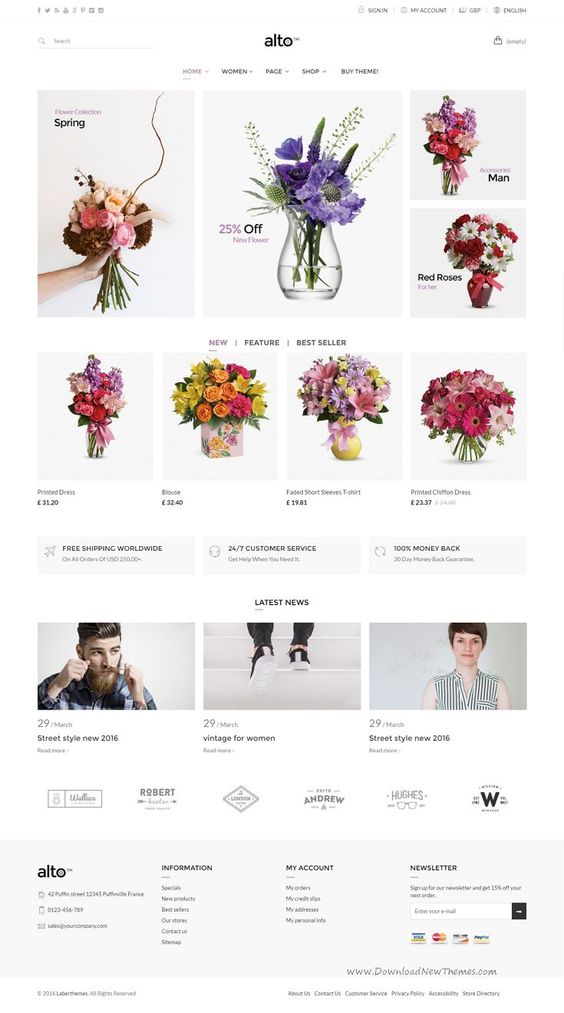 SIGN IN
MY ACCOUNT
GBP
ENGLISH
Search
alto™
(empty)
HOME
WOMEN
PAGE
SHOP
BUY THEME!
Flower Collection
Spring
25% Off
New Flower
Accessories
Man
Red Roses
For her
NEW | FEATURE | BEST SELLER
Printed Dress
£ 31.20
Blouse
£ 32.40
Faded Short Sleeves T-shirt
£ 19.81
Printed Chiffon Dress
£ 23.37 £ 24.60
FREE SHIPPING WORLDWIDE
On All Orders Of USD 250.00+.
24/7 CUSTOMER SERVICE
Get Help When You Need It.
100% MONEY BACK
30 Day Money Back Guarantee.
LATEST NEWS
29 / March
Street style new 2016
Read more
29 / March
vintage for women
Read more
29 / March
Street style new 2016
Read more
Wallace
ROBERT
hunter
LONDON
SMITH
ANDREW
HUGHES
WILLIAM
W
alto™
42 Puffin street 12345 Puffinville France
0123-456-789
sales@yourcompany.com
INFORMATION
Specials
New products
Best sellers
Our stores
Contact us
Sitemap
MY ACCOUNT
My orders
My credit slips
My addresses
My personal info
NEWSLETTER
Sign up for our newsletter and get 15% off your
next order.
Enter your e-mail
VISA
PayPal
www.DownloadNewThemes.com
© 2016 Laberthemes. All Rights Reserved
About Us Contact Us Customer Service Privacy Policy Accessibility Store Directory